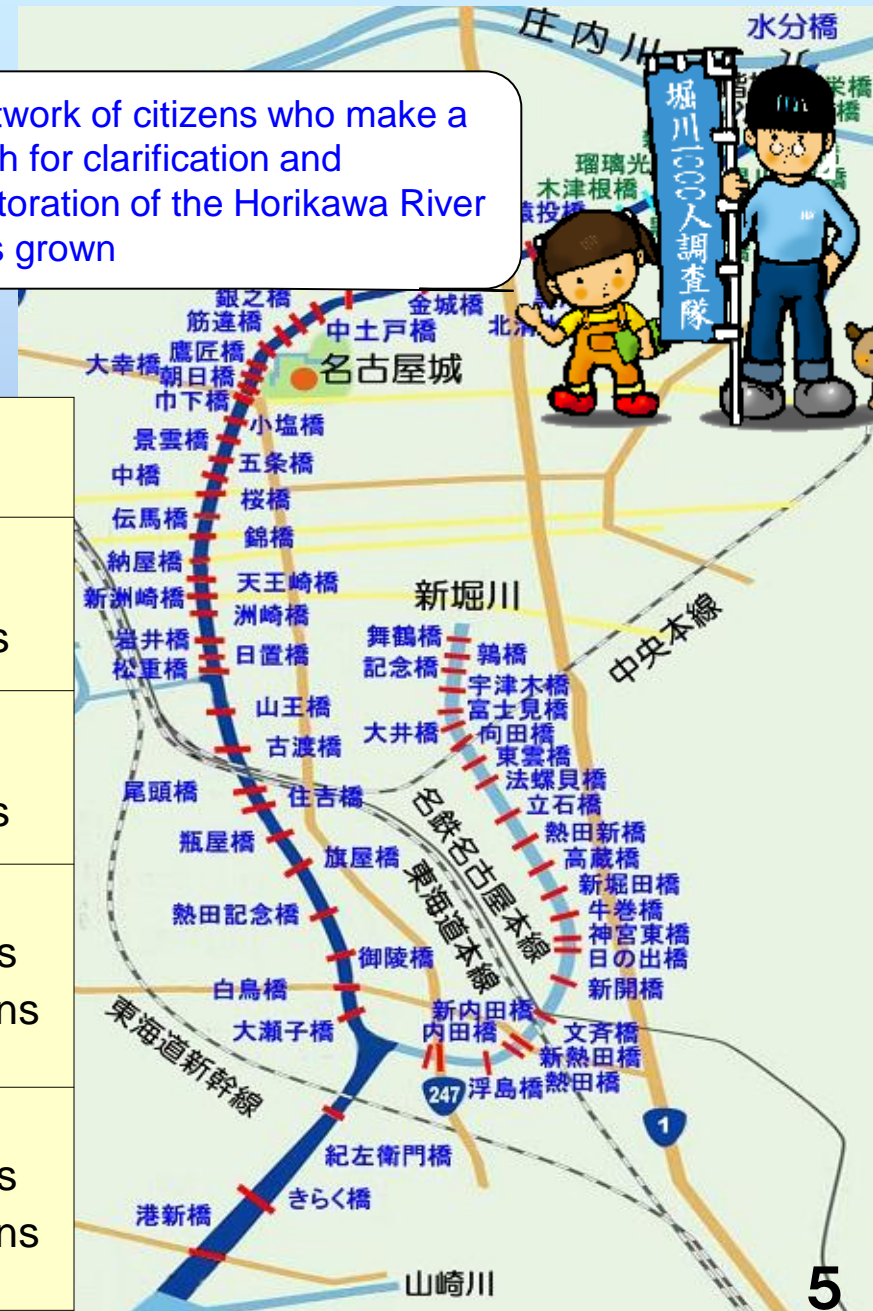 庄内川
水分橋
栄橋
twork of citizens who make a
h for clarification and
toration of the Horikawa River
s grown
堀川一〇〇〇人調査隊
瑠璃光
木津根橋
猿投橋
銀之橋
金城橋
筋違橋
中土戸橋
鷹匠橋
大幸橋
朝日橋
名古屋城
巾下橋
小塩橋
景雲橋
五条橋
中橋
桜橋
伝馬橋
錦橋
納屋橋
天王崎橋
新洲崎橋
洲崎橋
岩井橋
日置橋
松重橋
山王橋
古渡橋
尾頭橋
住吉橋
瓶屋橋
旗屋橋
熱田記念橋
御陵橋
白鳥橋
大瀬子橋
新堀川
舞鶴橋
鶉橋
記念橋
宇津木橋
富士見橋
大井橋
向田橋
東雲橋
法螺貝橋
立石橋
熱田新橋
高蔵橋
新堀田橋
牛巻橋
神宮東橋
日の出橋
新開橋
新内田橋
内田橋
文斉橋
新熱田橋
熱田橋
浮島橋
中央本線
名鉄名古屋本線
東海道本線
東海道新幹線
247
1
紀左衛門橋
きらく橋
港新橋
山崎川
s
s
s
ns
s
ns
5